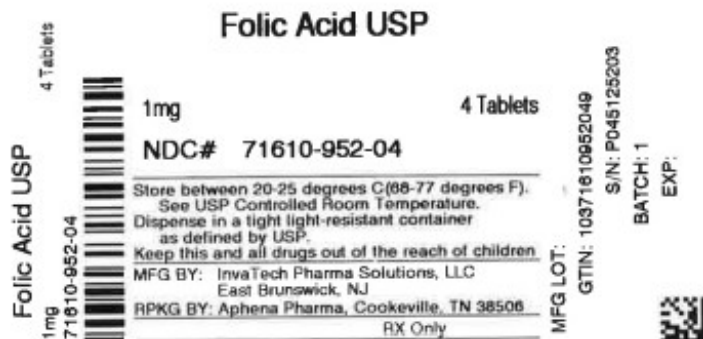 Folic Acid USP
1mg 4 Tablets
NDC# 71610-952-04
Store between 20-25 degrees C(68-77 degrees F).
See USP Controlled Room Temperature.
Dispense in a tight light-resistant container
as defined by USP.
Keep this and all drugs out of the reach of children
MFG BY: InvaTech Pharma Solutions, LLC
East Brunswick, NJ
RPKG BY: Aphena Pharma, Cookeville, TN 38506
RX Only
Folic Acid USP 4 Tablets
1mg
71610-952-04
MFG LOT:
GTIN: 10371610952049
S/N: P045125203
BATCH: 1
EXP: